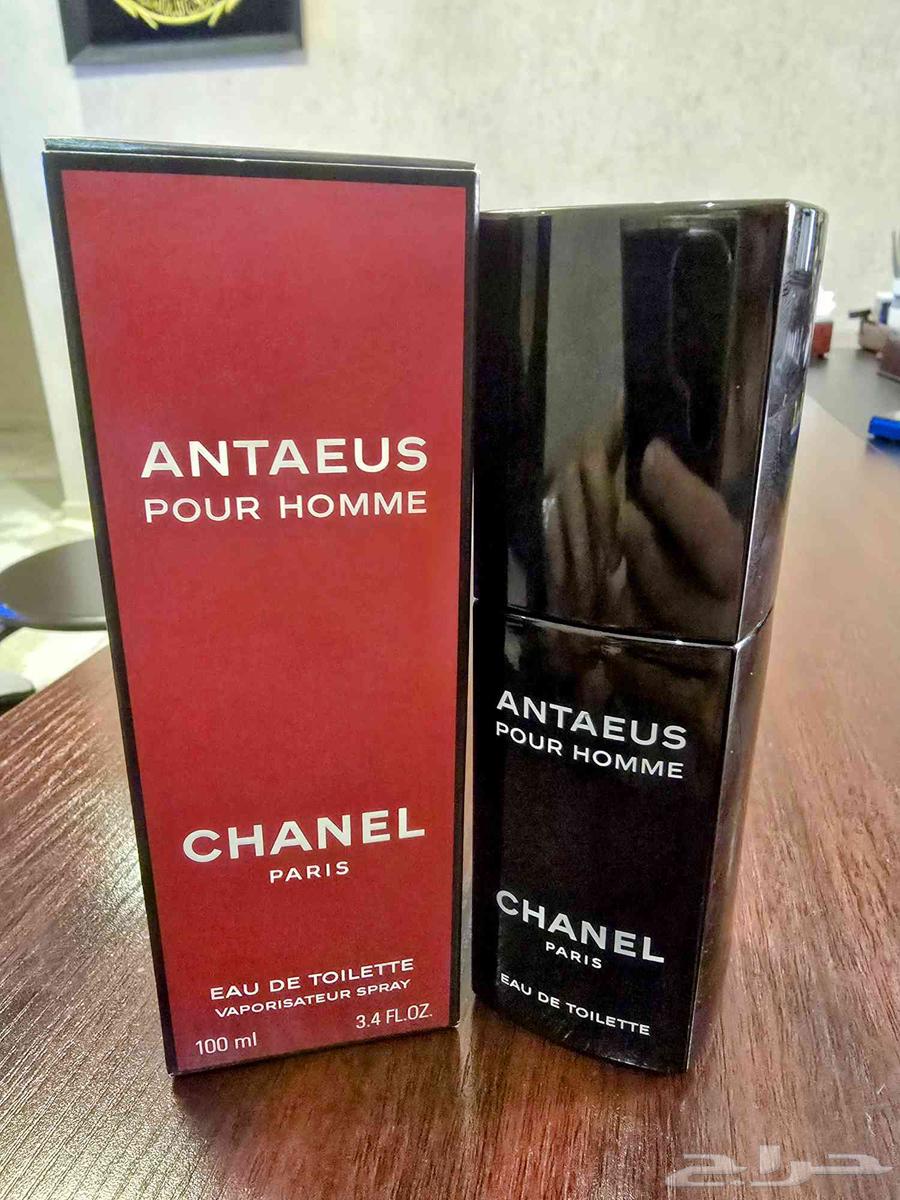 ANTAEUS
POUR HOMME
CHANEL
PARIS
EAU DE TOILETTE
VAPORISATEUR SPRAY
100 ml 3.4 FL.OZ.
ANTAEUS
POUR HOMME
CHANEL
PARIS
EAU DE TOILETTE
حراج